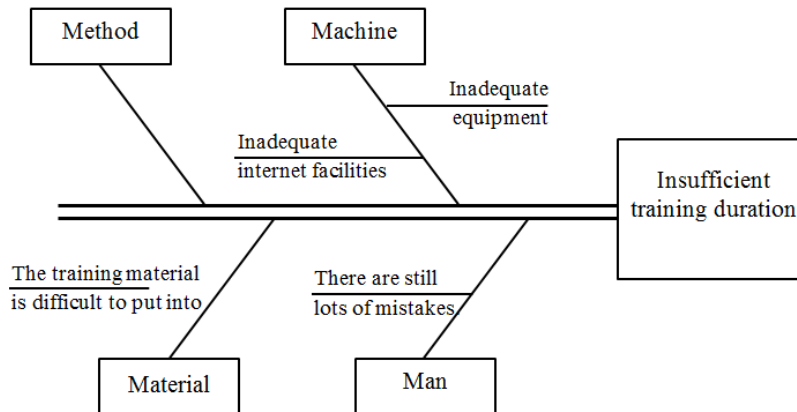 Method
Machine
Inadequate
equipment
Inadequate
internet facilities
Insufficient
training duration
The training material
is difficult to put into
There are still
lots of mistakes
Material
Man